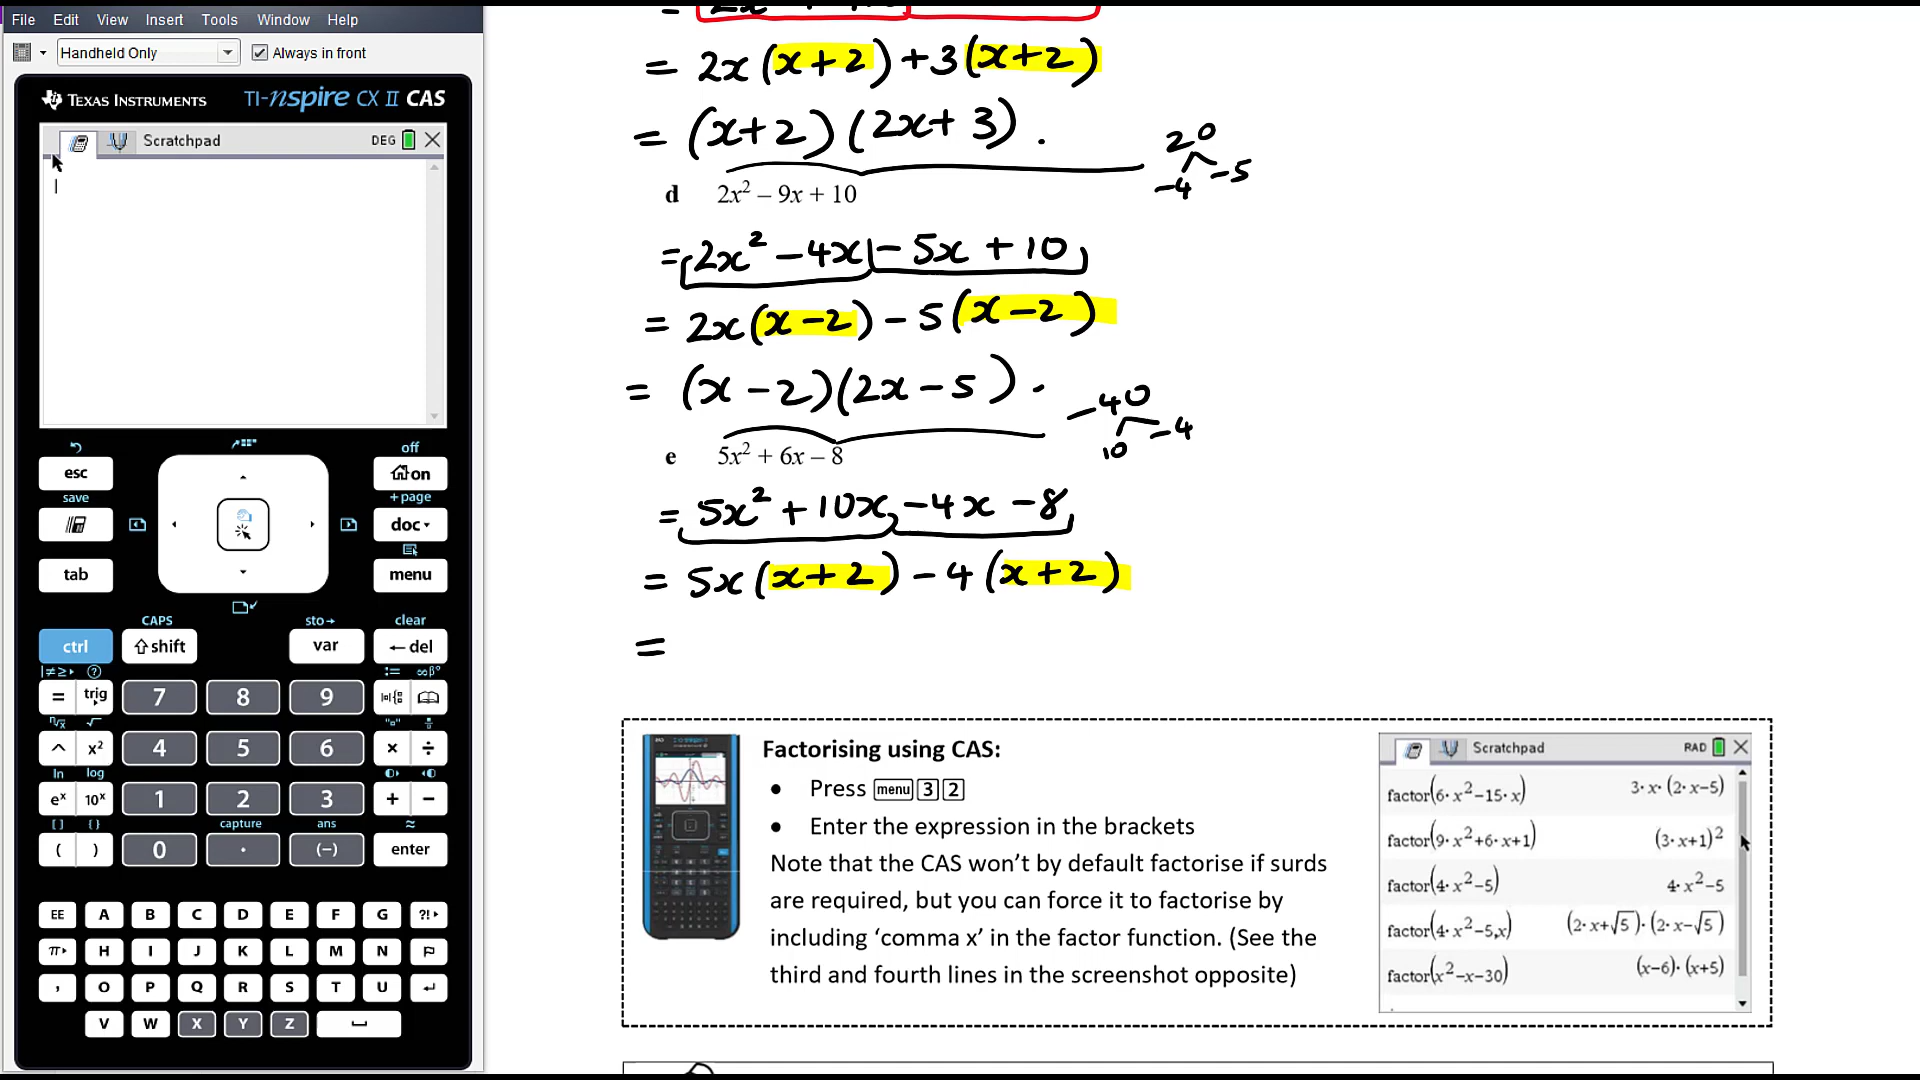 File Edit View Insert Tools Window Help
Handheld Only Always in front
TEXAS INSTRUMENTS TI-nspire CX II CAS
Scratchpad DEG
off
esc on
save + page
doc
tab menu
CAPS sto→ clear
ctrl ⇧shift var ←del
= trig 7 8 9
^ x² 4 5 6 × ÷
ln log
eˣ 10ˣ 1 2 3 + −
[ ] { } capture ans ≈
( ) 0 . (−) enter
EE A B C D E F G ?!▸
π▸ H I J K L M N
, O P Q R S T U ↵
V W X Y Z
= 2x(x+2)+3(x+2)
= (x+2)(2x+3).
20
-4 -5
d 2x² – 9x + 10
= 2x² - 4x - 5x + 10
= 2x(x-2) - 5(x-2)
= (x-2)(2x-5).
-40
10 -4
e 5x² + 6x – 8
= 5x² + 10x - 4x - 8
= 5x(x+2) - 4(x+2)
=
Factorising using CAS:
• Press menu 3 2
• Enter the expression in the brackets
Note that the CAS won’t by default factorise if surds
are required, but you can force it to factorise by
including ‘comma x’ in the factor function. (See the
third and fourth lines in the screenshot opposite)
Scratchpad RAD
factor(6·x²−15·x) 3·x·(2·x−5)
factor(9·x²+6·x+1) (3·x+1)²
factor(4·x²−5) 4·x²−5
factor(4·x²−5,x) (2·x+√5)·(2·x−√5)
factor(x²−x−30) (x−6)·(x+5)